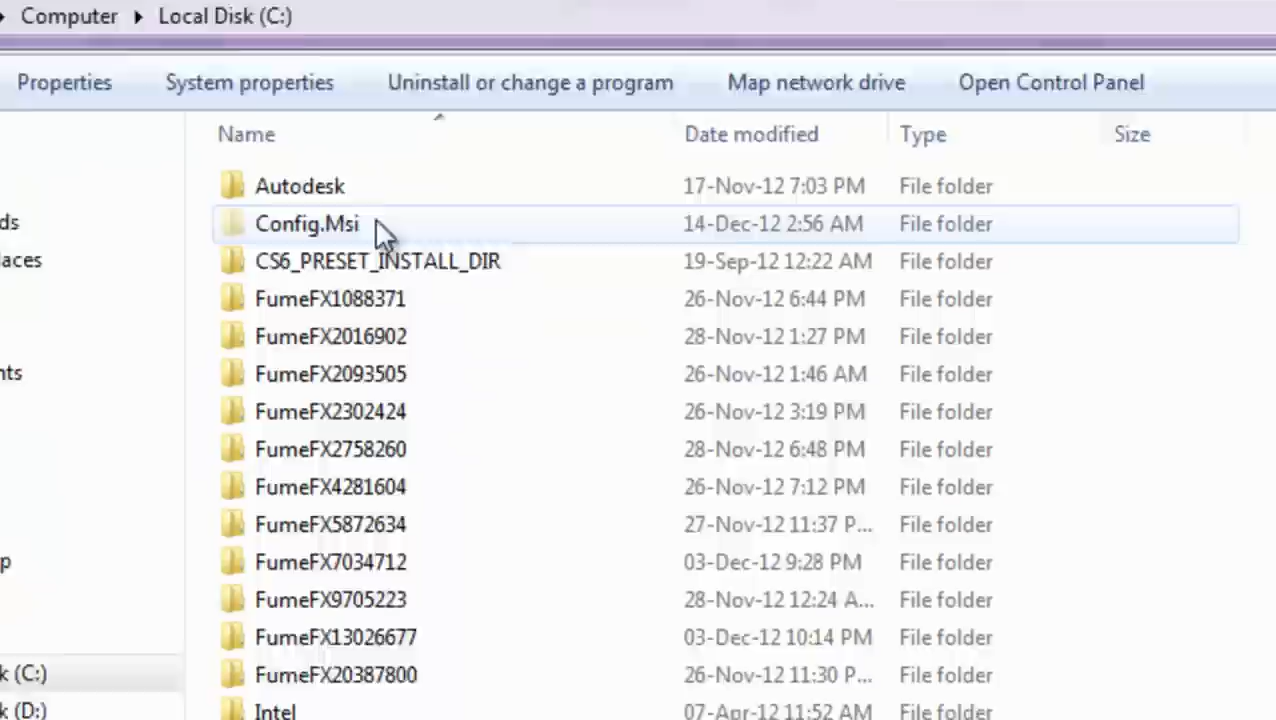 Computer Local Disk (C:)
Properties System properties Uninstall or change a program Map network drive Open Control Panel
Name Date modified Type Size
Autodesk 17-Nov-12 7:03 PM File folder
ds Config.Msi 14-Dec-12 2:56 AM File folder
laces CS6_PRESET_INSTALL_DIR 19-Sep-12 12:22 AM File folder
FumeFX1088371 26-Nov-12 6:44 PM File folder
FumeFX2016902 28-Nov-12 1:27 PM File folder
nts FumeFX2093505 26-Nov-12 1:46 AM File folder
FumeFX2302424 26-Nov-12 3:19 PM File folder
FumeFX2758260 28-Nov-12 6:48 PM File folder
FumeFX4281604 26-Nov-12 7:12 PM File folder
FumeFX5872634 27-Nov-12 11:37 P... File folder
p FumeFX7034712 03-Dec-12 9:28 PM File folder
FumeFX9705223 28-Nov-12 12:24 A... File folder
FumeFX13026677 03-Dec-12 10:14 PM File folder
k (C:) FumeFX20387800 26-Nov-12 11:30 P... File folder
k (D:) Intel 07-Apr-12 11:52 AM File folder